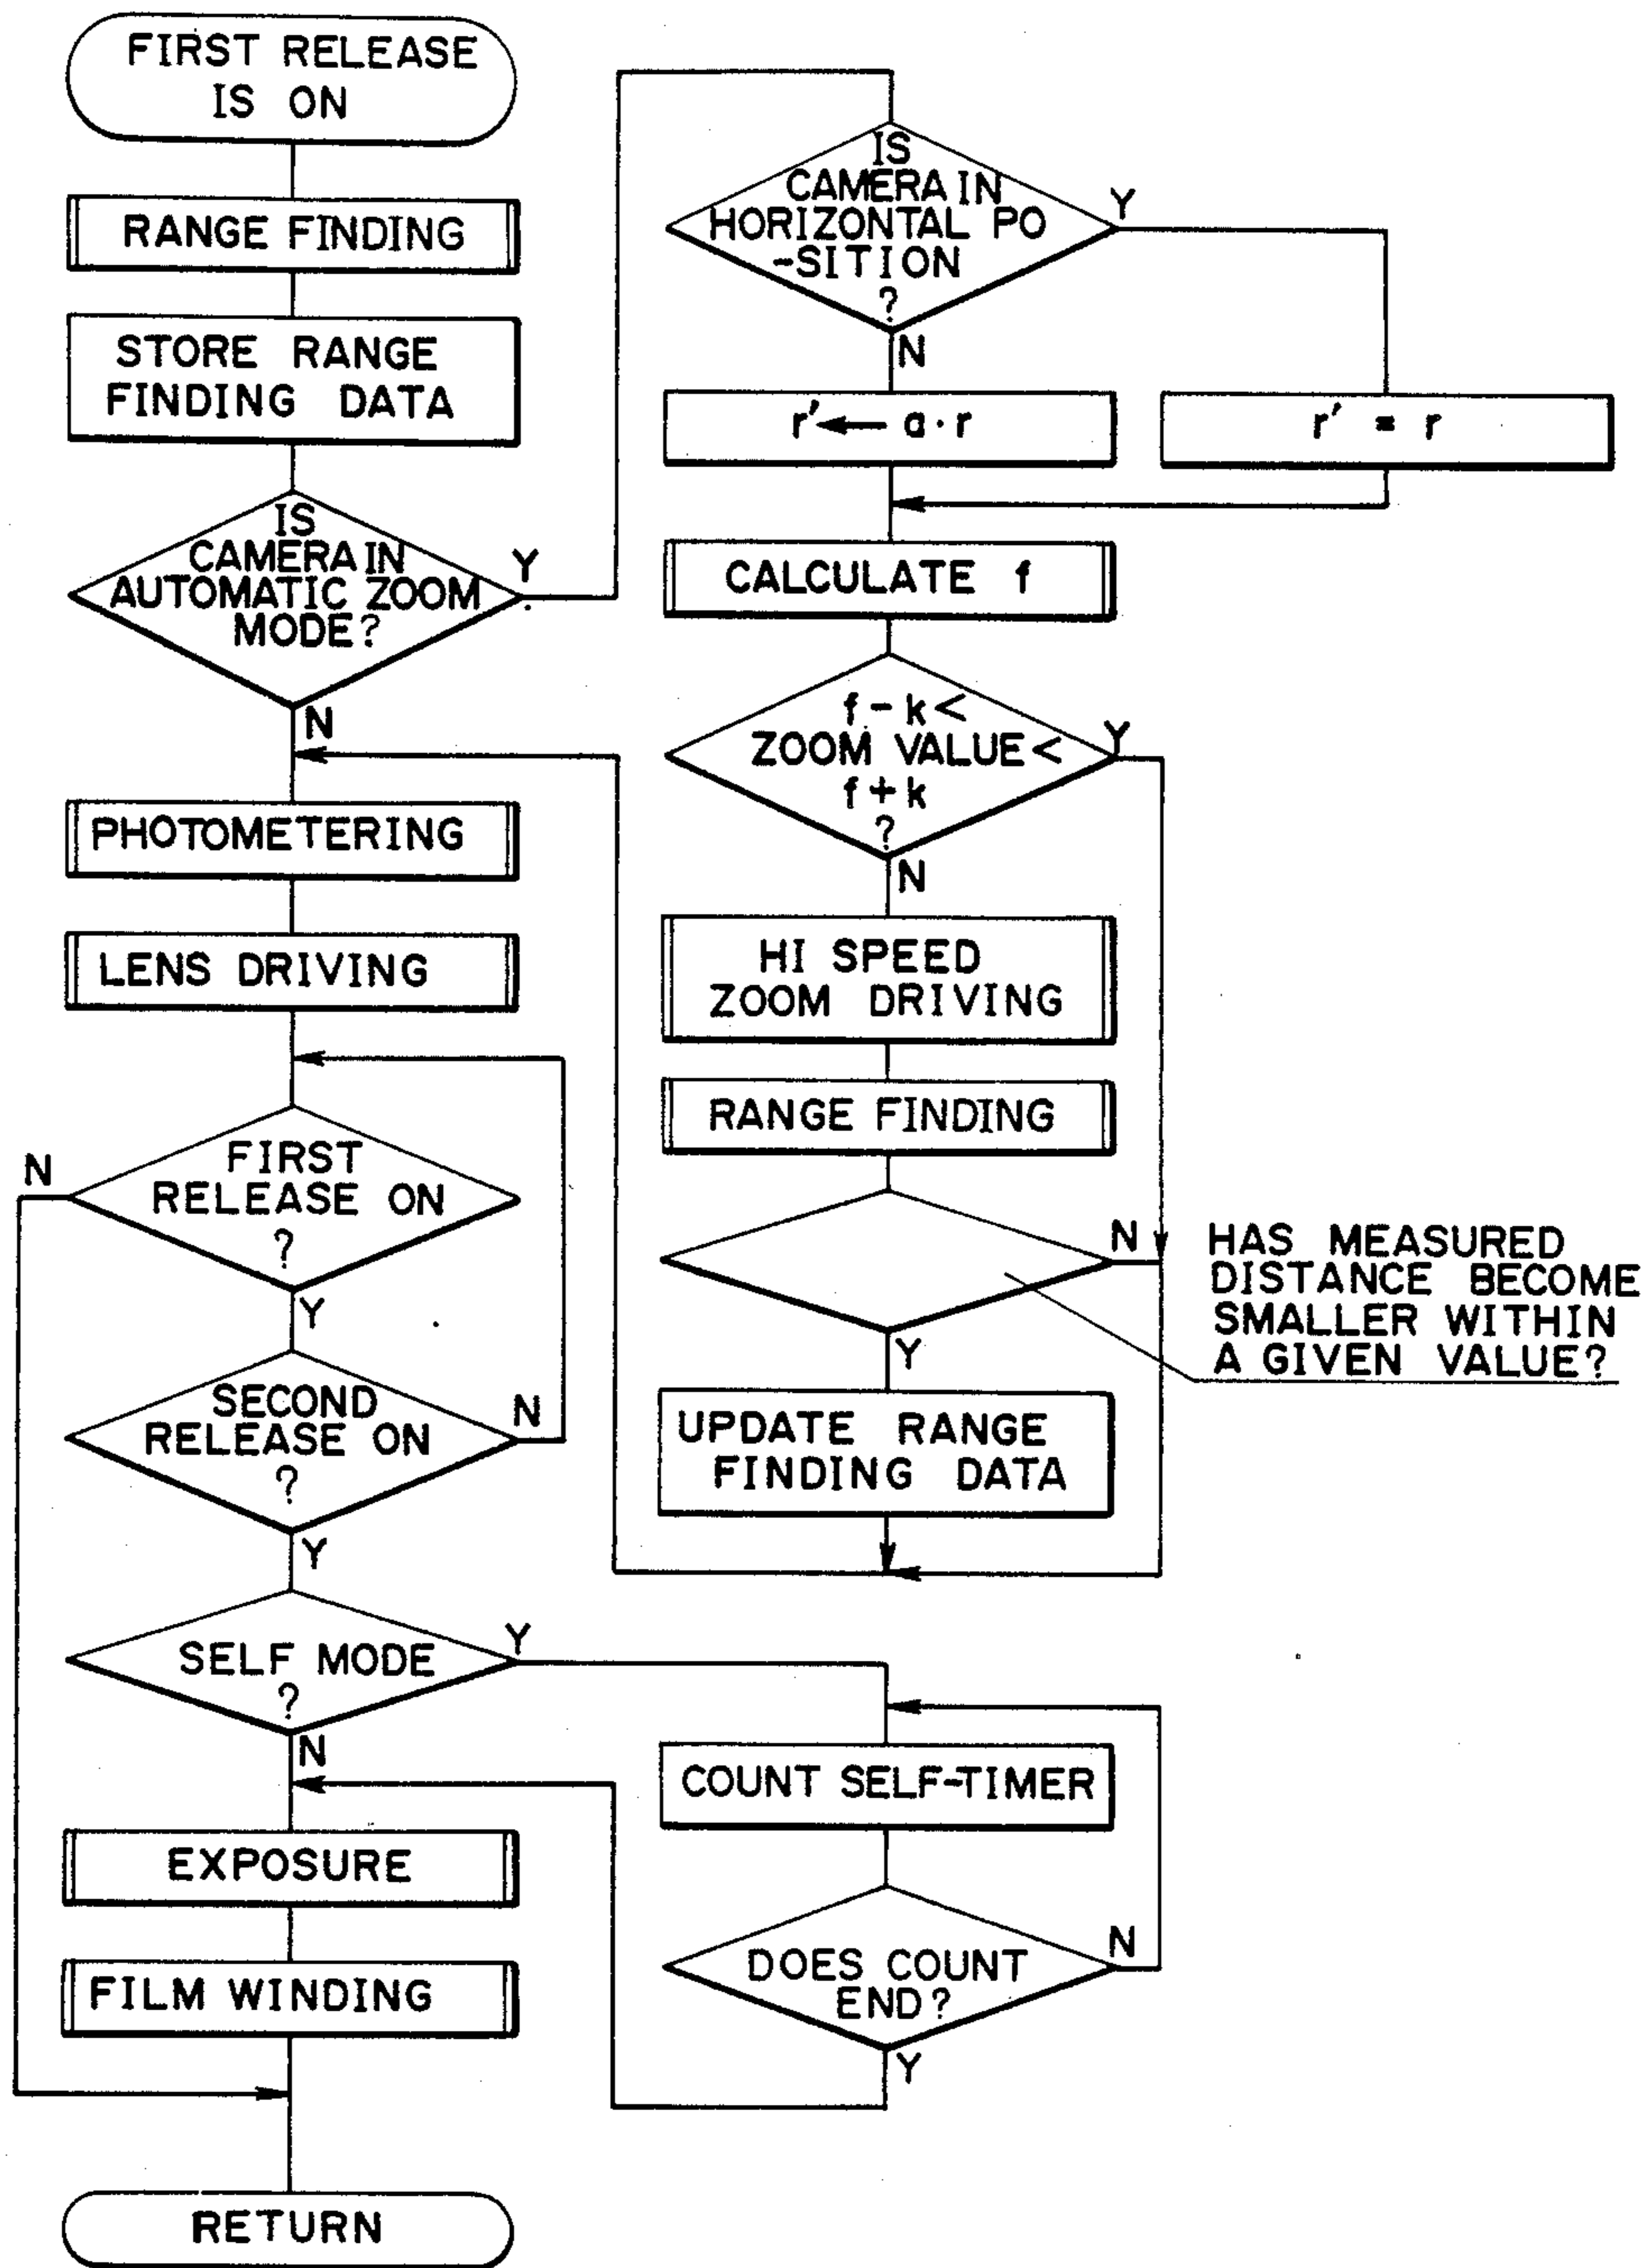 FIRST RELEASE
IS ON
RANGE FINDING
STORE RANGE
FINDING DATA
IS
CAMERA IN
AUTOMATIC ZOOM
MODE?
Y
N
PHOTOMETERING
LENS DRIVING
FIRST
RELEASE ON
?
N
Y
SECOND
RELEASE ON
?
N
Y
SELF MODE
?
Y
N
EXPOSURE
FILM WINDING
RETURN
IS
CAMERA IN
HORIZONTAL PO
-SITION
?
Y
N
r' ← a · r
r' = r
CALCULATE f
f - k <
ZOOM VALUE <
f + k
?
Y
N
HI SPEED
ZOOM DRIVING
RANGE FINDING
N
Y
HAS MEASURED
DISTANCE BECOME
SMALLER WITHIN
A GIVEN VALUE?
UPDATE RANGE
FINDING DATA
COUNT SELF-TIMER
DOES COUNT
END?
N
Y